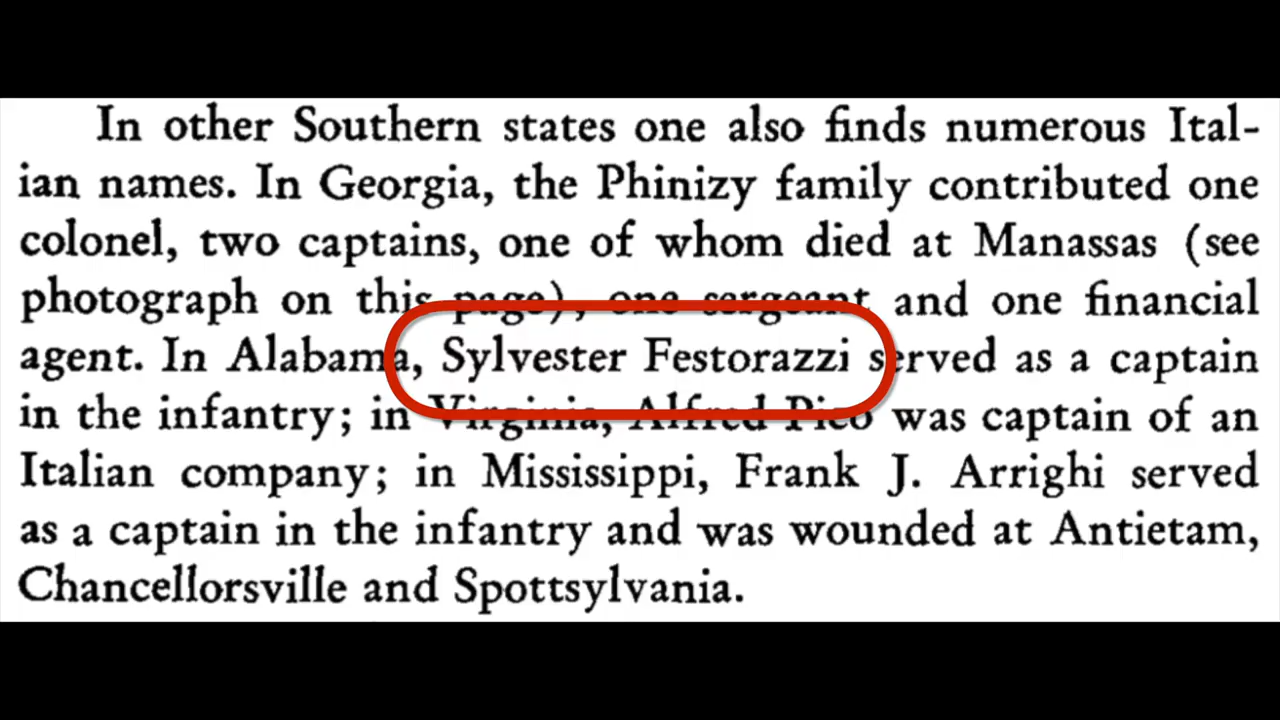 In other Southern states one also finds numerous Ital-
ian names. In Georgia, the Phinizy family contributed one
colonel, two captains, one of whom died at Manassas (see
photograph on this page), one sergeant and one financial
agent. In Alabama, Sylvester Festorazzi served as a captain
in the infantry; in Virginia, Alfred Pico was captain of an
Italian company; in Mississippi, Frank J. Arrighi served
as a captain in the infantry and was wounded at Antietam,
Chancellorsville and Spottsylvania.